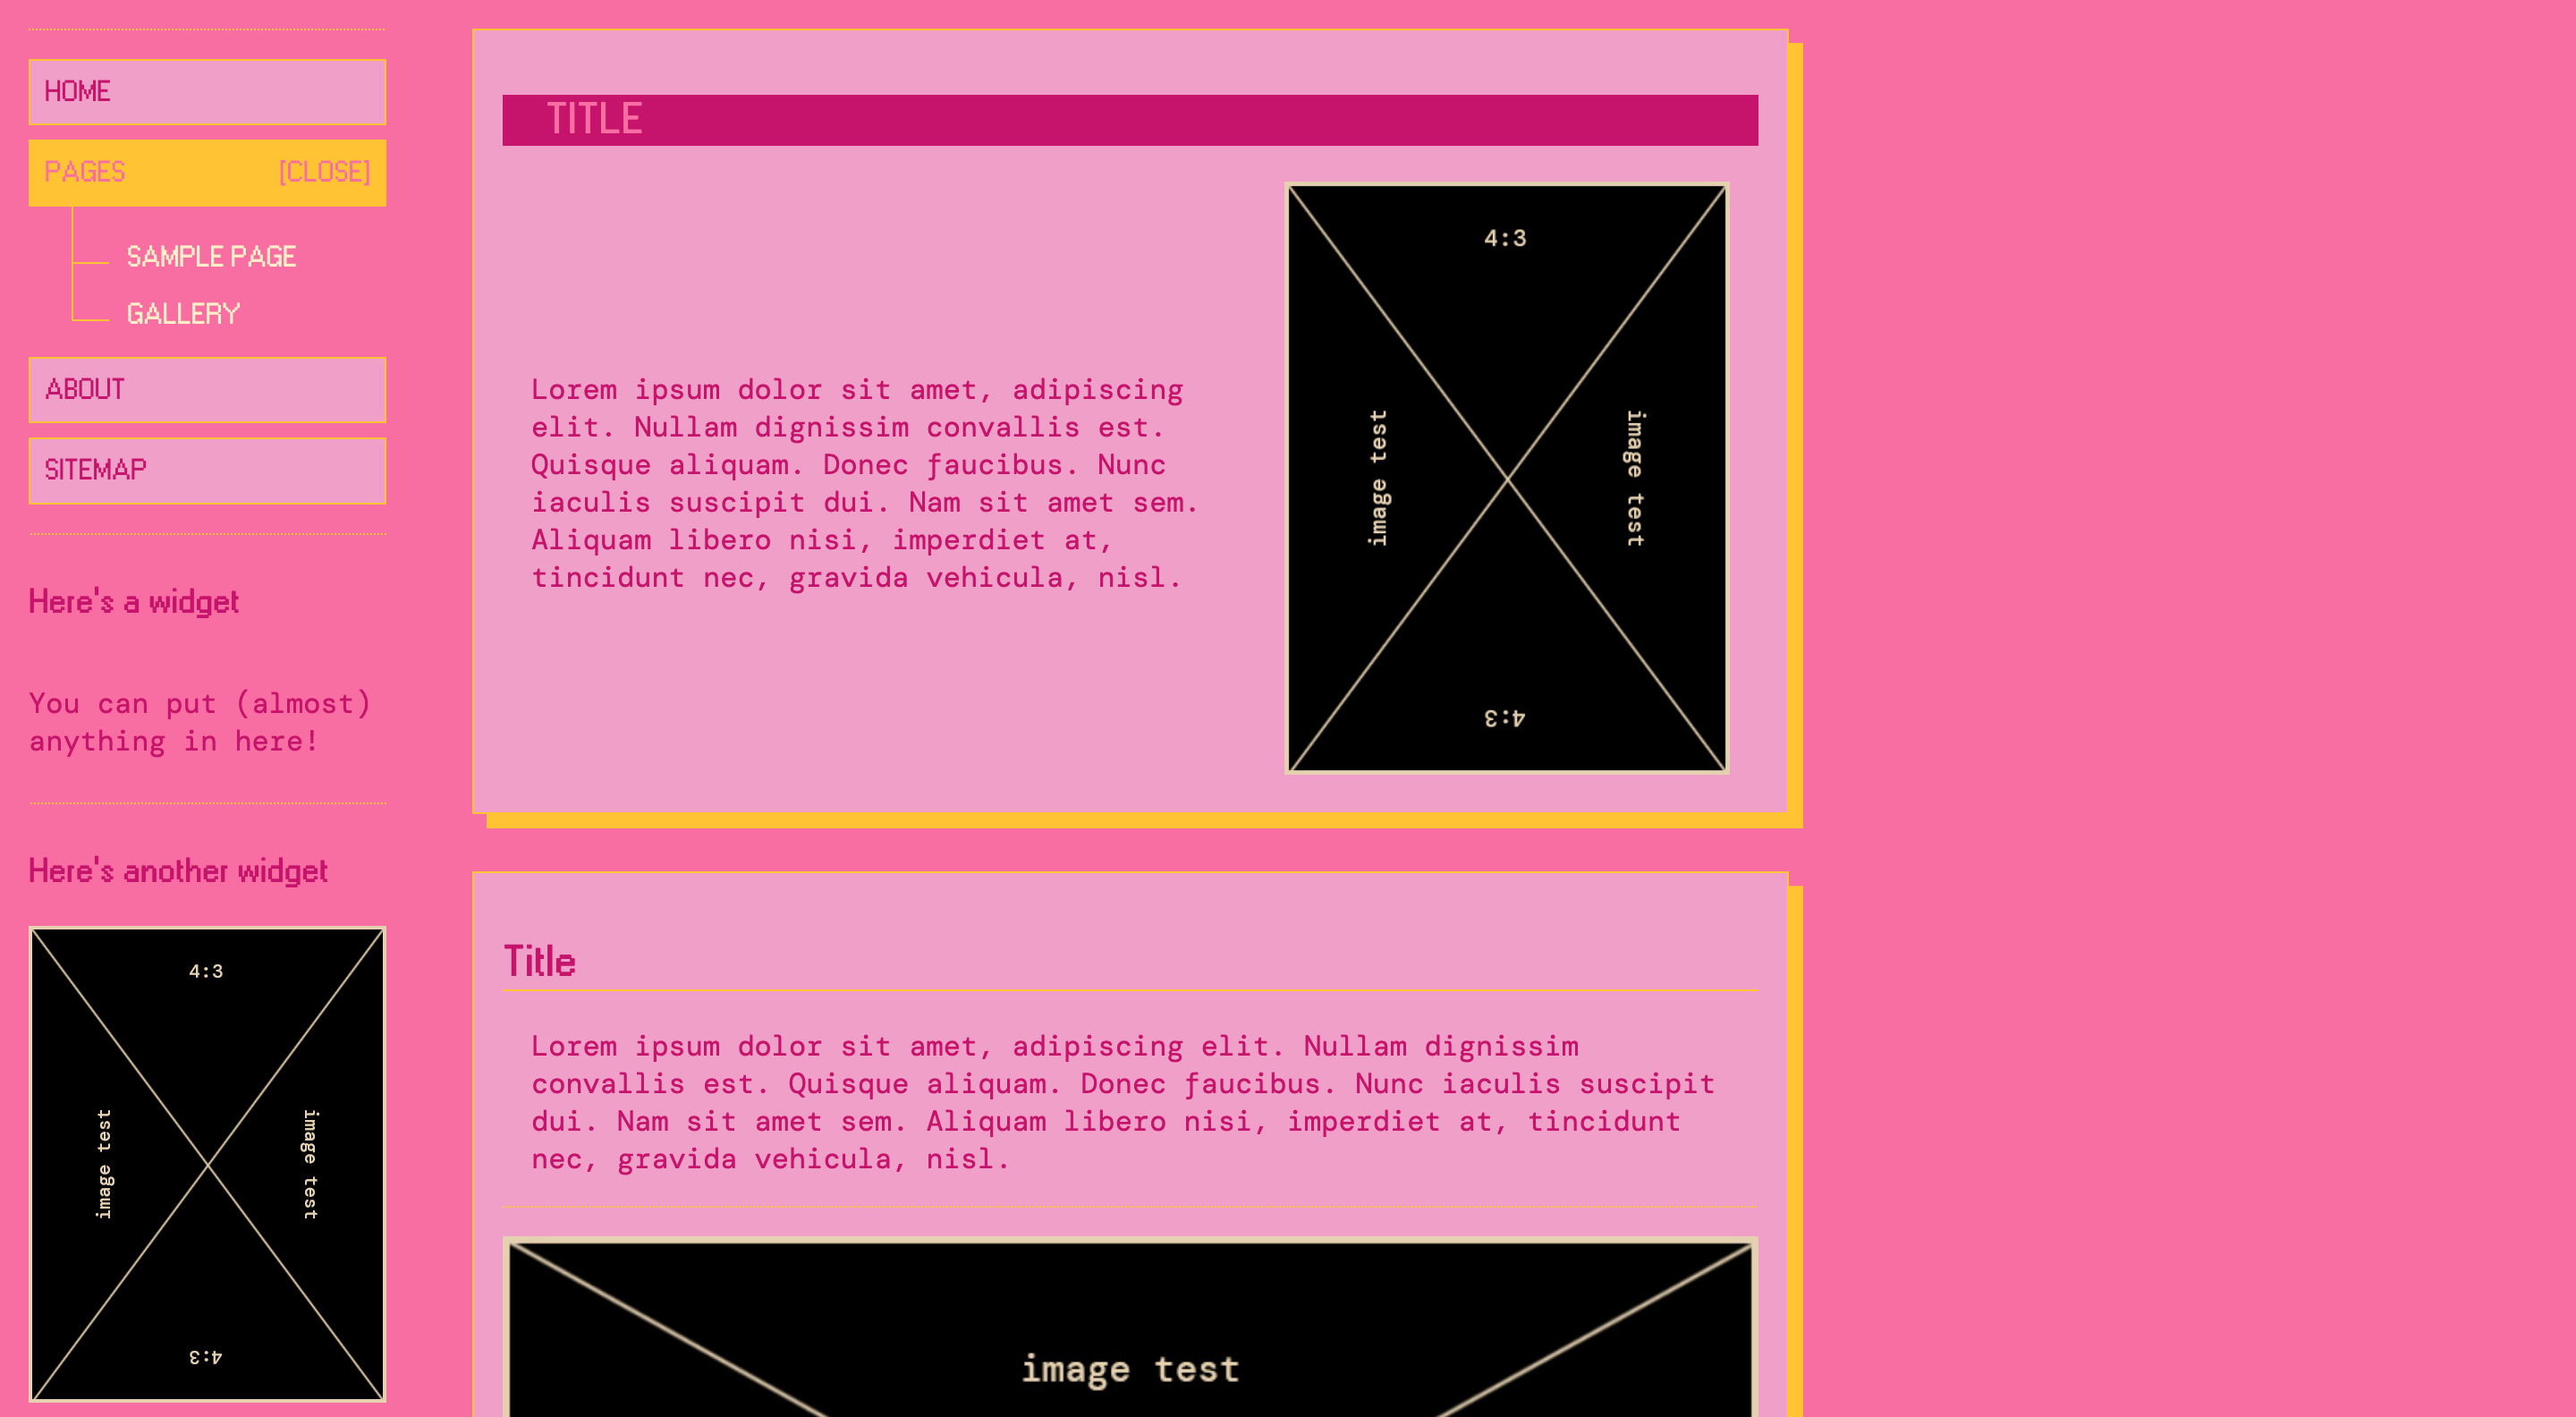 HOME
PAGES [CLOSE]
SAMPLE PAGE
GALLERY
ABOUT
SITEMAP
Here's a widget
You can put (almost)
anything in here!
Here's another widget
4:3
image test
image test
4:3
TITLE
Lorem ipsum dolor sit amet, adipiscing
elit. Nullam dignissim convallis est.
Quisque aliquam. Donec faucibus. Nunc
iaculis suscipit dui. Nam sit amet sem.
Aliquam libero nisi, imperdiet at,
tincidunt nec, gravida vehicula, nisl.
4:3
image test
image test
4:3
Title
Lorem ipsum dolor sit amet, adipiscing elit. Nullam dignissim
convallis est. Quisque aliquam. Donec faucibus. Nunc iaculis suscipit
dui. Nam sit amet sem. Aliquam libero nisi, imperdiet at, tincidunt
nec, gravida vehicula, nisl.
image test